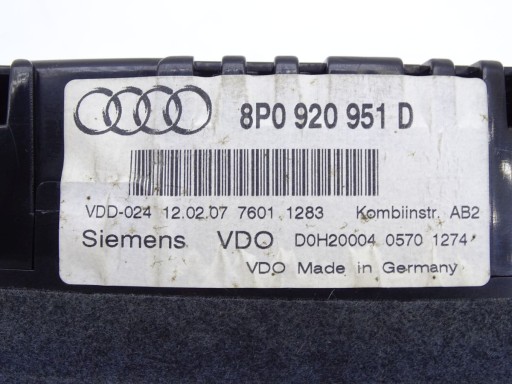 8P0 920 951 D
VDD-024 12.02.07 7601 1283 Kombiinstr. AB2
Siemens VDO D0H20004 0570 1274
VDO Made in Germany